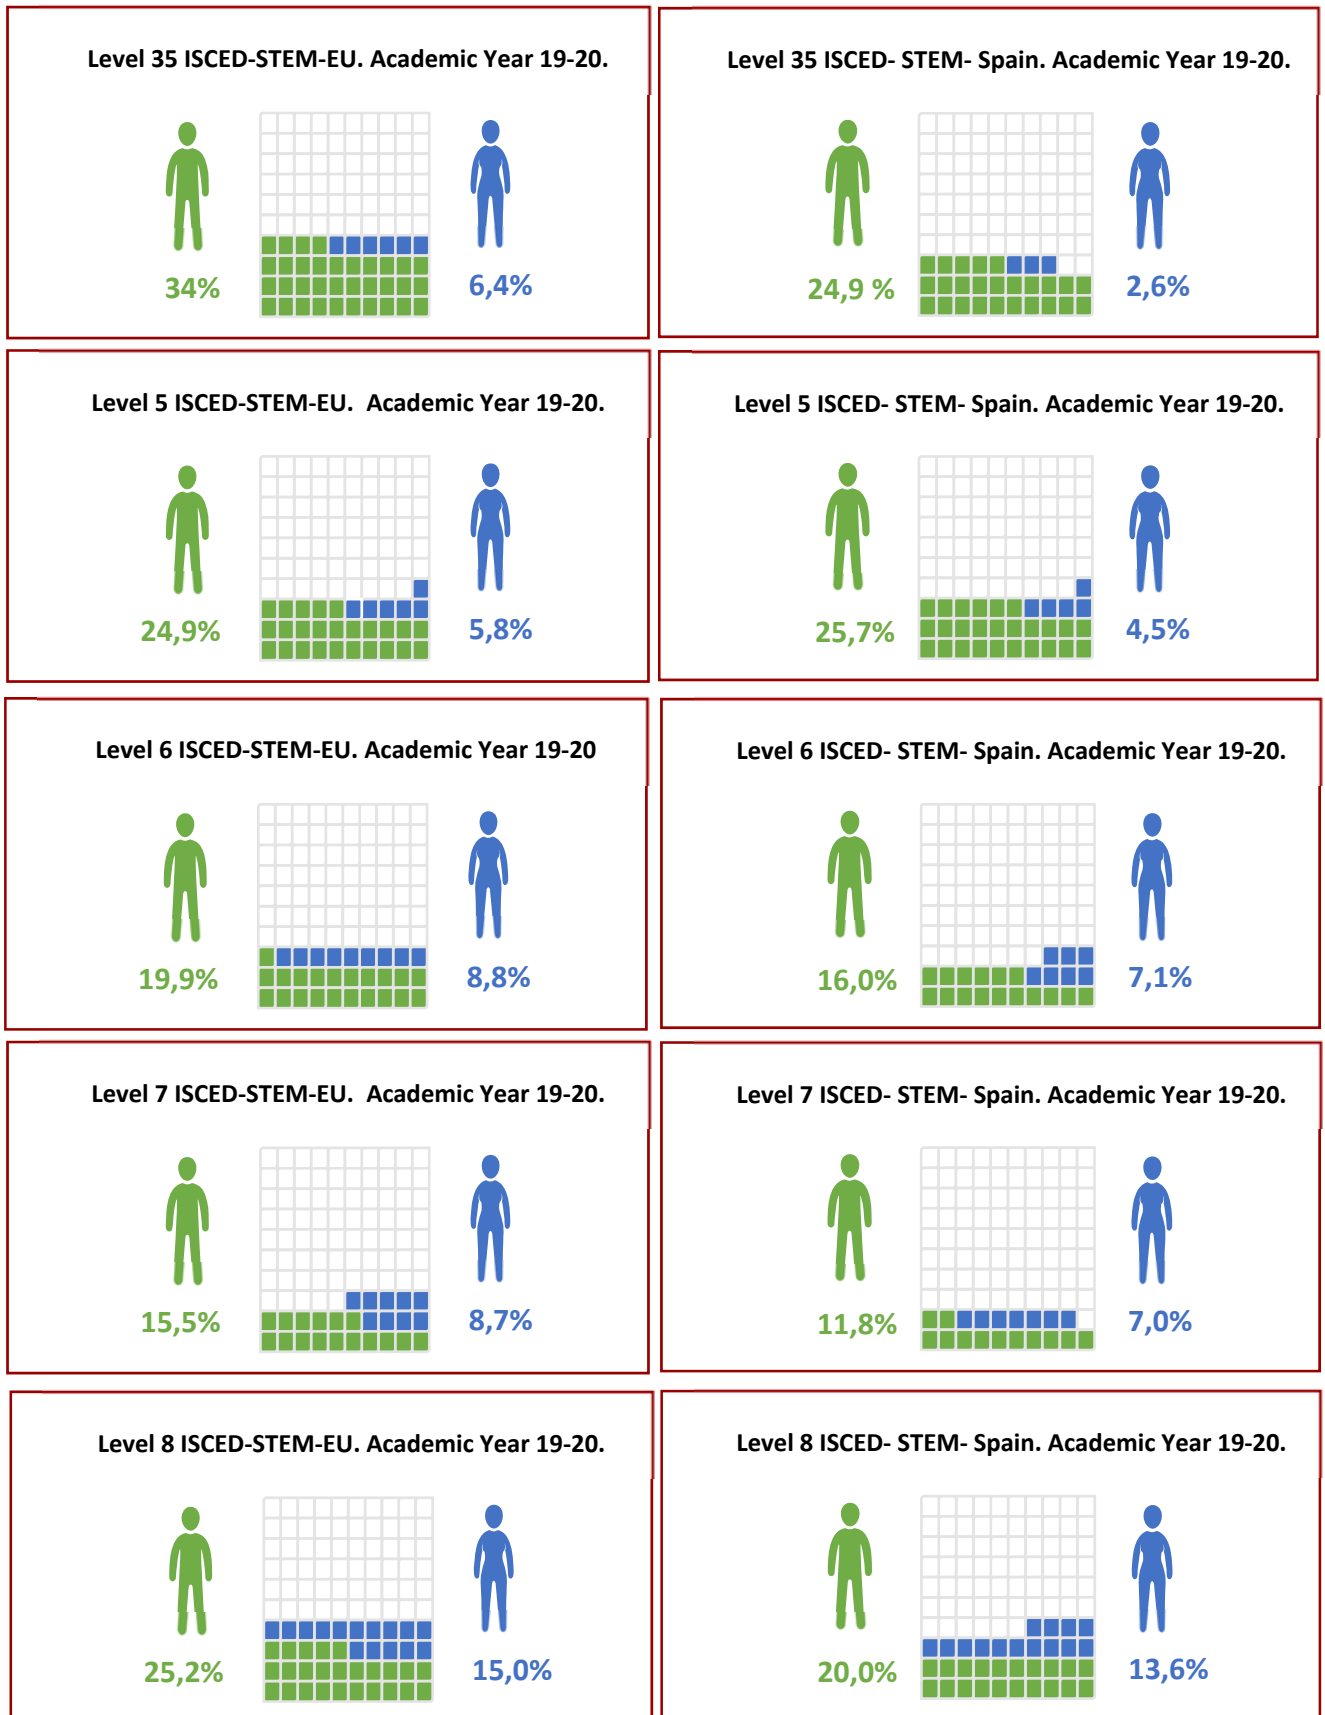 Level 35 ISCED-STEM-EU. Academic Year 19-20.
34%
6,4%
Level 35 ISCED- STEM- Spain. Academic Year 19-20.
24,9 %
2,6%
Level 5 ISCED-STEM-EU.  Academic Year 19-20.
24,9%
5,8%
Level 5 ISCED- STEM- Spain. Academic Year 19-20.
25,7%
4,5%
Level 6 ISCED-STEM-EU. Academic Year 19-20
19,9%
8,8%
Level 6 ISCED- STEM- Spain. Academic Year 19-20.
16,0%
7,1%
Level 7 ISCED-STEM-EU.  Academic Year 19-20.
15,5%
8,7%
Level 7 ISCED- STEM- Spain. Academic Year 19-20.
11,8%
7,0%
Level 8 ISCED-STEM-EU. Academic Year 19-20.
25,2%
15,0%
Level 8 ISCED- STEM- Spain. Academic Year 19-20.
20,0%
13,6%